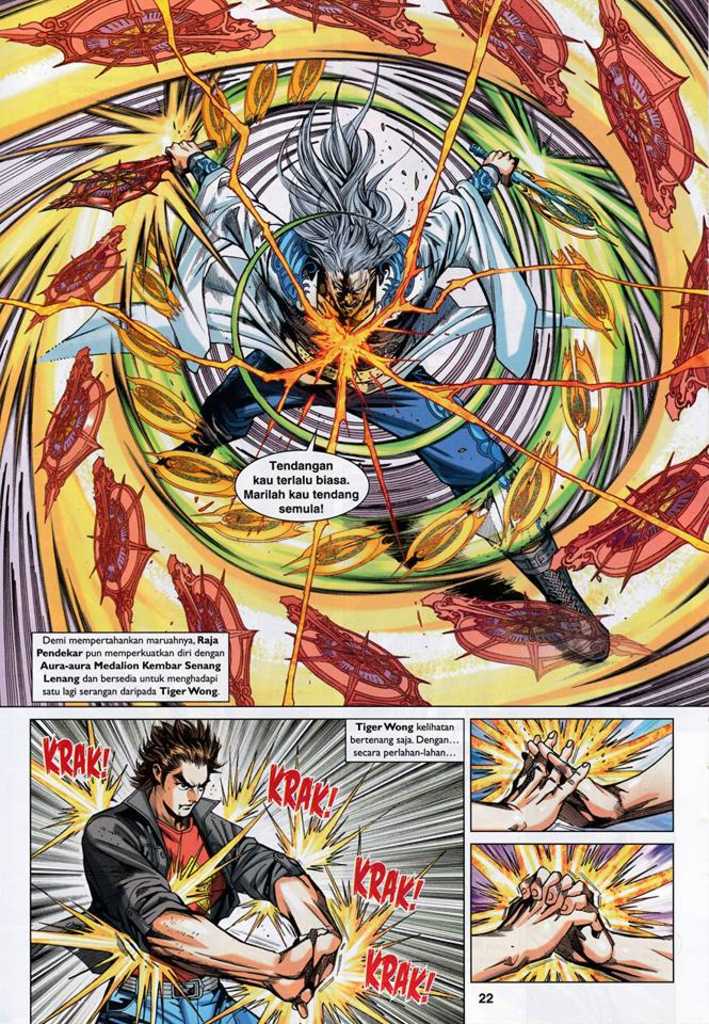 Tendangan
kau terlalu biasa.
Marilah kau tendang
semula!
Demi mempertahankan maruahnya, Raja
Pendekar pun memperkuatkan diri dengan
Aura-aura Medalion Kembar Senang
Lenang dan bersedia untuk menghadapi
satu lagi serangan daripada Tiger Wong.
Tiger Wong kelihatan
bertenang saja. Dengan...
secara perlahan-lahan...
KRAK!
KRAK!
KRAK!
KRAK!
22